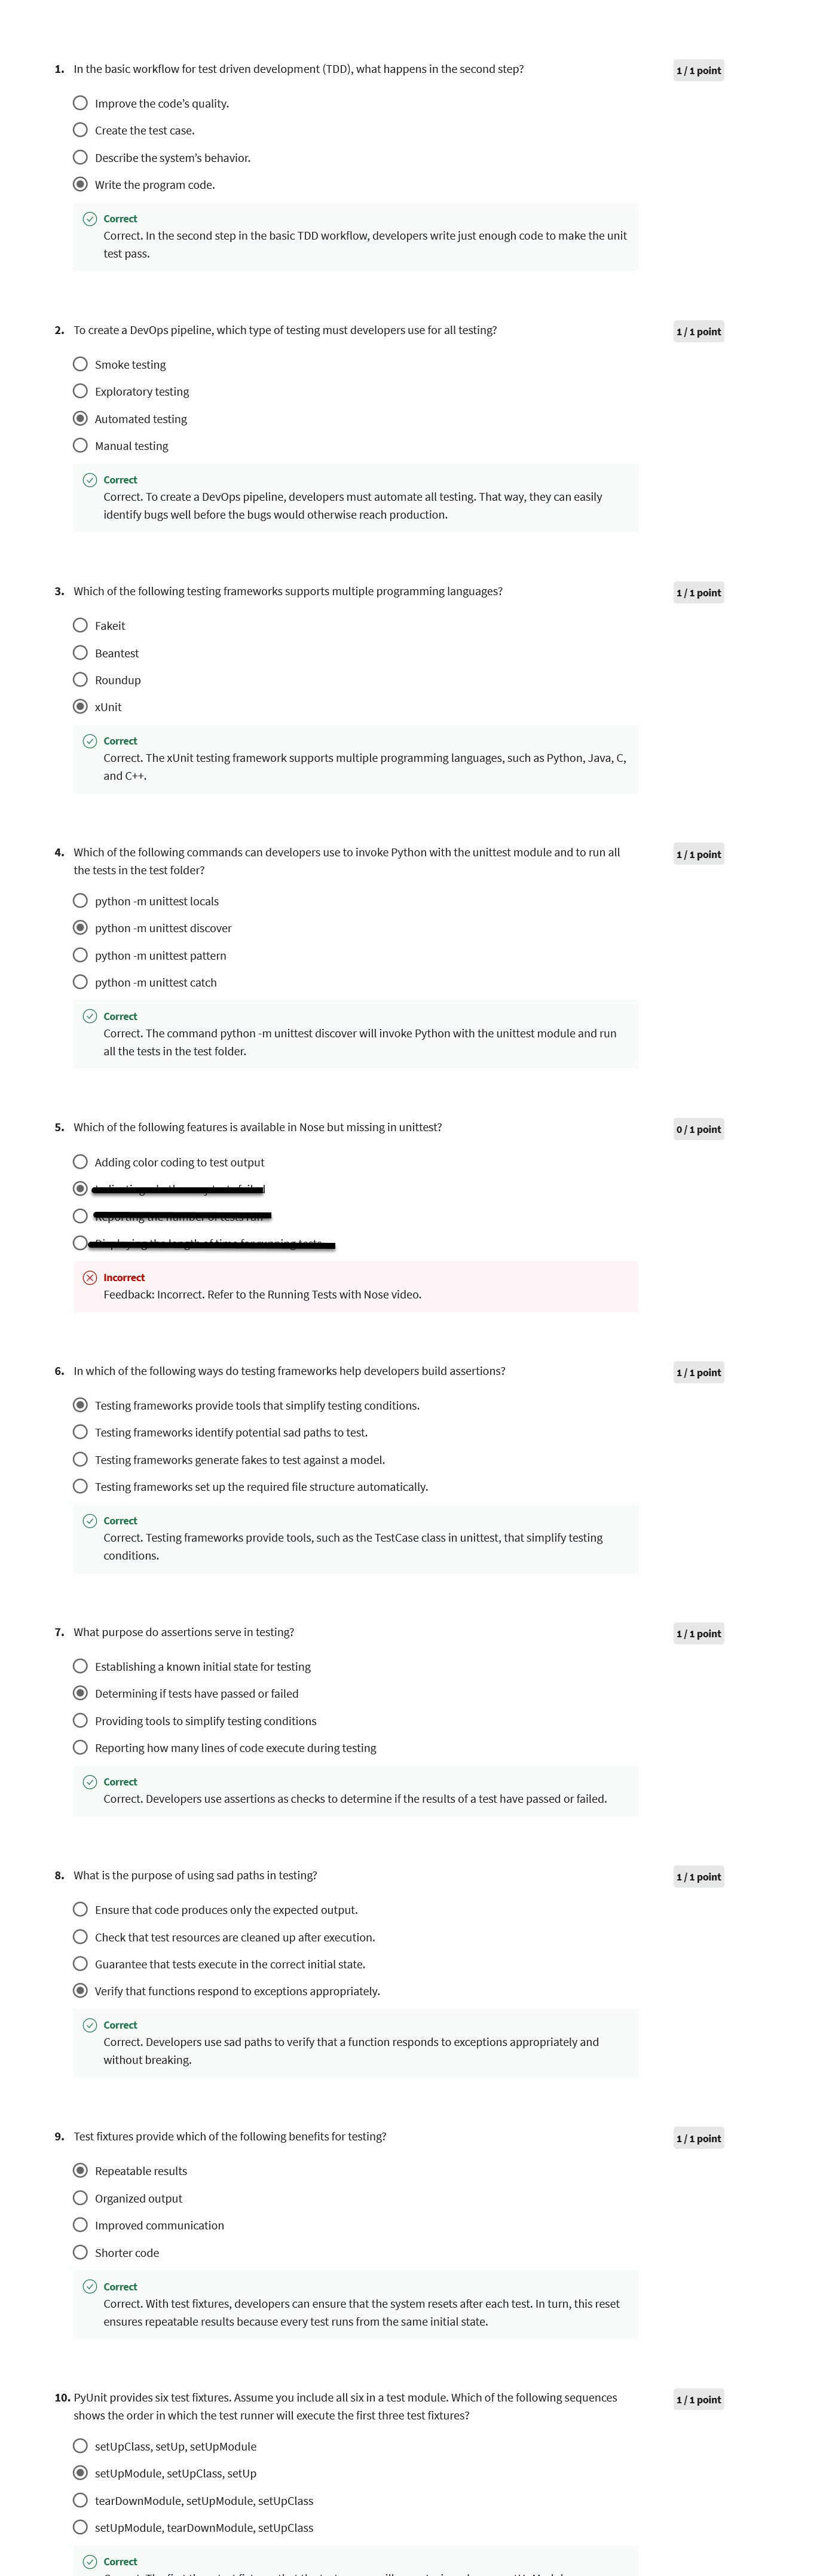 1. In the basic workflow for test driven development (TDD), what happens in the second step?
1 / 1 point
Improve the code’s quality.
Create the test case.
Describe the system’s behavior.
Write the program code.
Correct
Correct. In the second step in the basic TDD workflow, developers write just enough code to make the unit
test pass.
2. To create a DevOps pipeline, which type of testing must developers use for all testing?
1 / 1 point
Smoke testing
Exploratory testing
Automated testing
Manual testing
Correct
Correct. To create a DevOps pipeline, developers must automate all testing. That way, they can easily
identify bugs well before the bugs would otherwise reach production.
3. Which of the following testing frameworks supports multiple programming languages?
1 / 1 point
Fakeit
Beantest
Roundup
xUnit
Correct
Correct. The xUnit testing framework supports multiple programming languages, such as Python, Java, C,
and C++.
4. Which of the following commands can developers use to invoke Python with the unittest module and to run all
the tests in the test folder?
1 / 1 point
python -m unittest locals
python -m unittest discover
python -m unittest pattern
python -m unittest catch
Correct
Correct. The command python -m unittest discover will invoke Python with the unittest module and run
all the tests in the test folder.
5. Which of the following features is available in Nose but missing in unittest?
0 / 1 point
Adding color coding to test output
Incorrect
Feedback: Incorrect. Refer to the Running Tests with Nose video.
6. In which of the following ways do testing frameworks help developers build assertions?
1 / 1 point
Testing frameworks provide tools that simplify testing conditions.
Testing frameworks identify potential sad paths to test.
Testing frameworks generate fakes to test against a model.
Testing frameworks set up the required file structure automatically.
Correct
Correct. Testing frameworks provide tools, such as the TestCase class in unittest, that simplify testing
conditions.
7. What purpose do assertions serve in testing?
1 / 1 point
Establishing a known initial state for testing
Determining if tests have passed or failed
Providing tools to simplify testing conditions
Reporting how many lines of code execute during testing
Correct
Correct. Developers use assertions as checks to determine if the results of a test have passed or failed.
8. What is the purpose of using sad paths in testing?
1 / 1 point
Ensure that code produces only the expected output.
Check that test resources are cleaned up after execution.
Guarantee that tests execute in the correct initial state.
Verify that functions respond to exceptions appropriately.
Correct
Correct. Developers use sad paths to verify that a function responds to exceptions appropriately and
without breaking.
9. Test fixtures provide which of the following benefits for testing?
1 / 1 point
Repeatable results
Organized output
Improved communication
Shorter code
Correct
Correct. With test fixtures, developers can ensure that the system resets after each test. In turn, this reset
ensures repeatable results because every test runs from the same initial state.
10. PyUnit provides six test fixtures. Assume you include all six in a test module. Which of the following sequences
shows the order in which the test runner will execute the first three test fixtures?
1 / 1 point
setUpClass, setUp, setUpModule
setUpModule, setUpClass, setUp
tearDownModule, setUpModule, setUpClass
setUpModule, tearDownModule, setUpClass
Correct